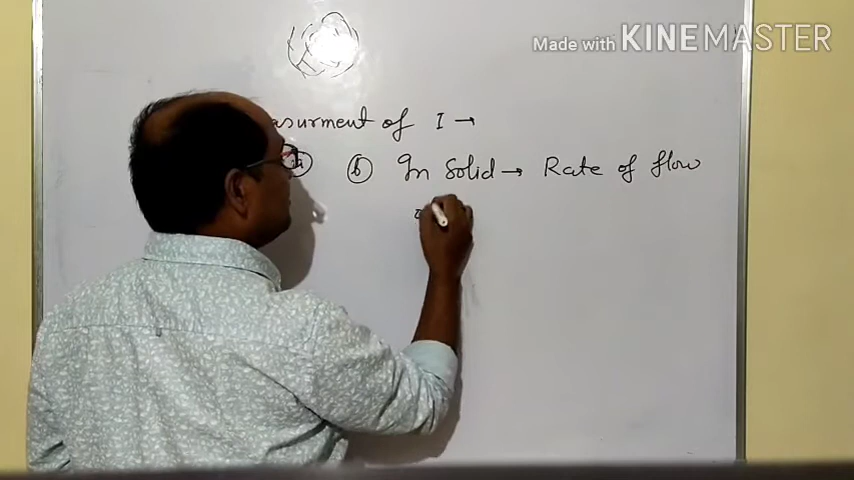 Made with KINEMASTER
asurment of I →
a b In Solid → Rate of flow